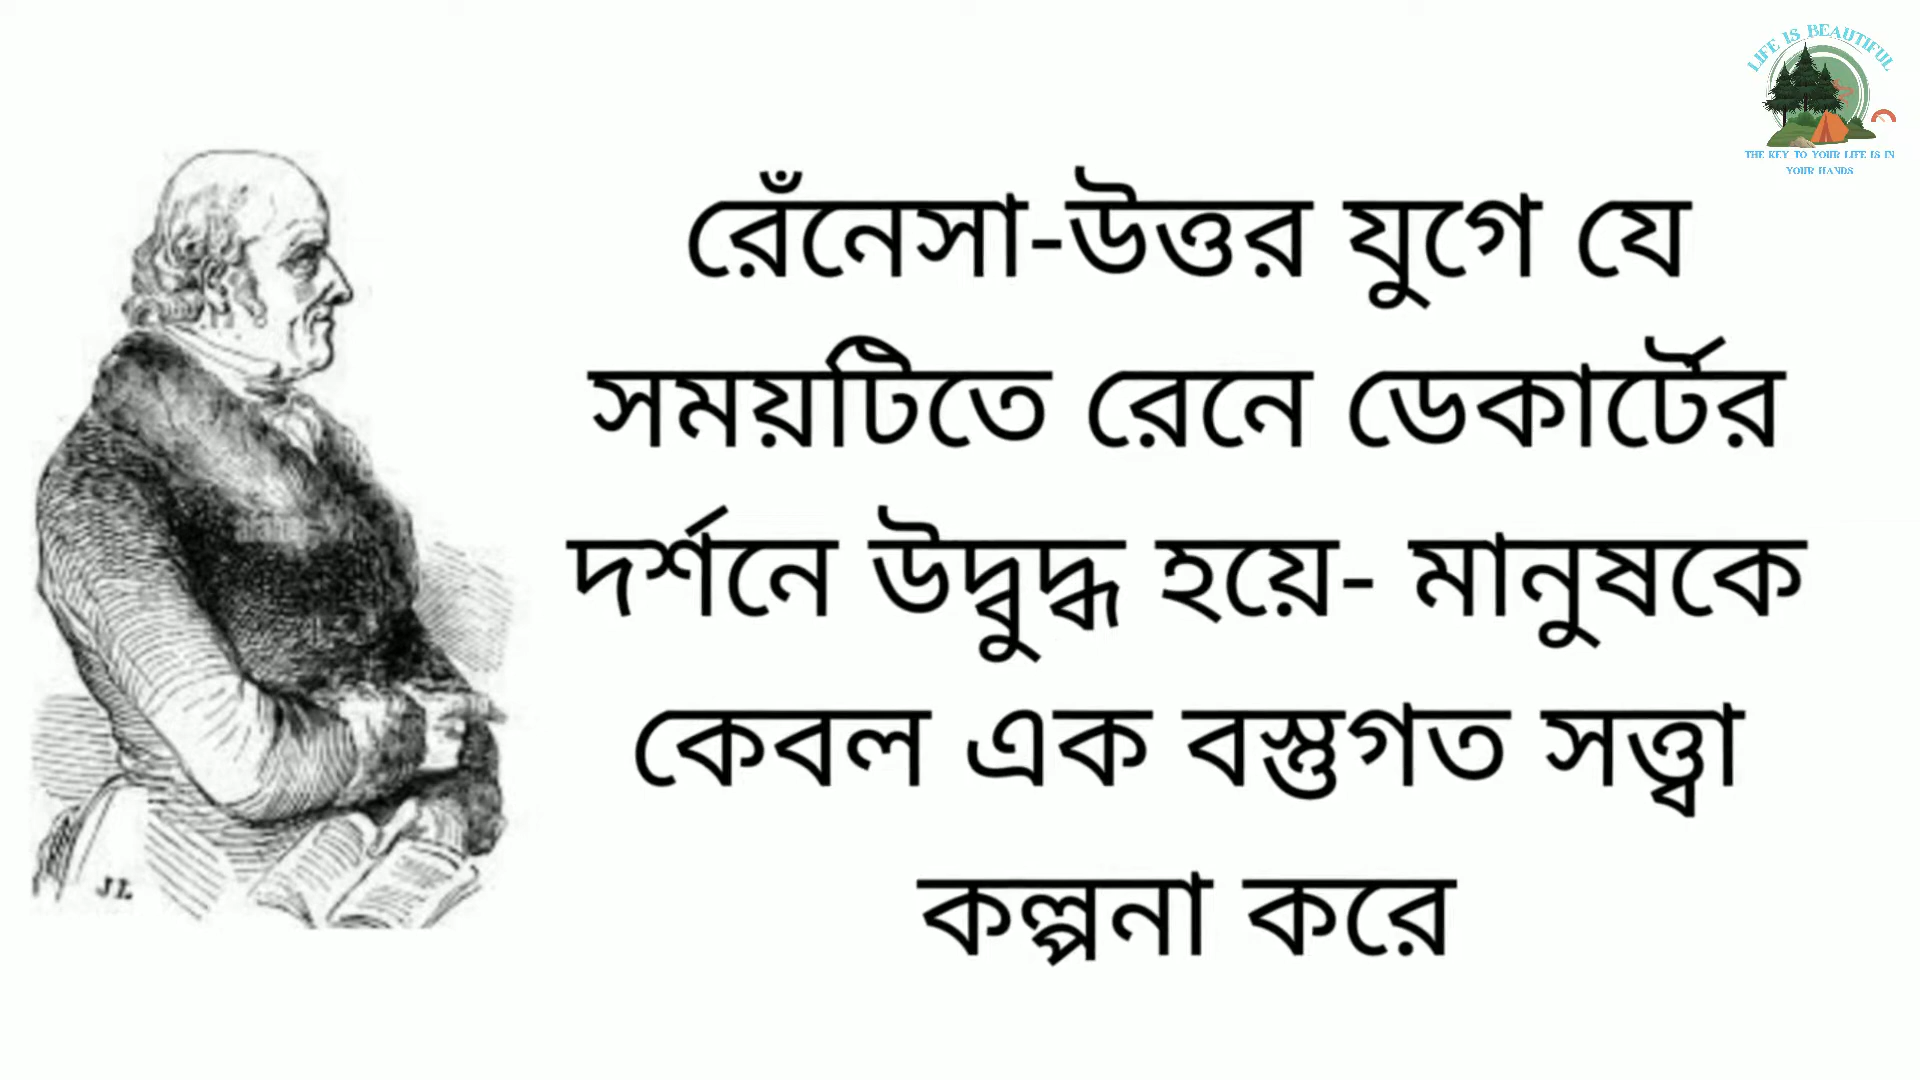 LIFE IS BEAUTIFUL
THE KEY TO YOUR LIFE IS IN
YOUR HANDS
রেঁনেসা-উত্তর যুগে যে
সময়টিতে রেনে ডেকার্টের
দর্শনে উদ্বুদ্ধ হয়ে- মানুষকে
কেবল এক বস্তুগত সত্ত্বা
কল্পনা করে
J L